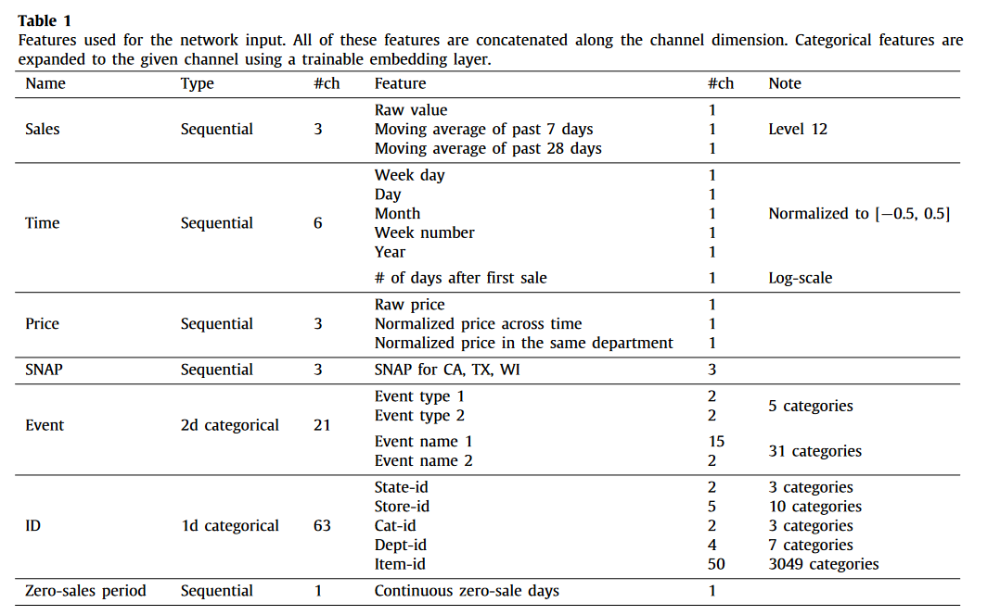 Table 1
Features used for the network input. All of these features are concatenated along the channel dimension. Categorical features are
expanded to the given channel using a trainable embedding layer.
Name Type #ch Feature #ch Note
Raw value 1
Sales Sequential 3 Moving average of past 7 days 1 Level 12
Moving average of past 28 days 1
Week day 1
Day 1
Month 1 Normalized to [−0.5, 0.5]
Time Sequential 6
Week number 1
Year 1
# of days after first sale 1 Log-scale
Raw price 1
Price Sequential 3 Normalized price across time 1
Normalized price in the same department 1
SNAP Sequential 3 SNAP for CA, TX, WI 3
Event type 1 2
5 categories
Event type 2 2
Event 2d categorical 21
Event name 1 15
31 categories
Event name 2 2
State-id 2 3 categories
Store-id 5 10 categories
ID 1d categorical 63 Cat-id 2 3 categories
Dept-id 4 7 categories
Item-id 50 3049 categories
Zero-sales period Sequential 1 Continuous zero-sale days 1